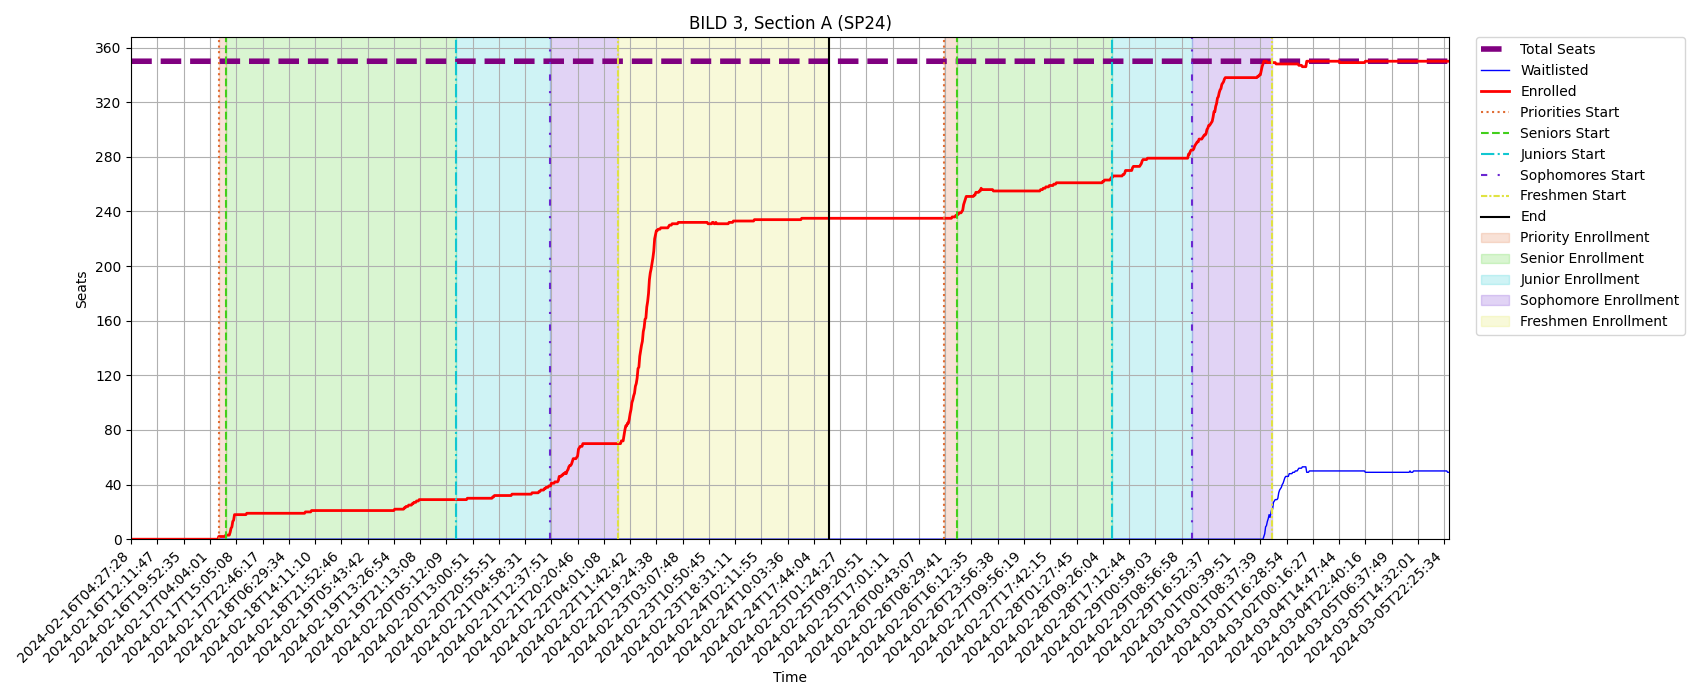 BILD 3, Section A (SP24)
360
320
280
240
200
160
120
80
40
0
Seats
2024-02-16T04:27:28
2024-02-16T12:11:47
2024-02-16T19:52:35
2024-02-17T04:04:01
2024-02-17T15:05:08
2024-02-17T22:46:17
2024-02-18T06:29:34
2024-02-18T14:11:10
2024-02-18T21:52:46
2024-02-19T05:43:42
2024-02-19T13:26:54
2024-02-19T21:13:08
2024-02-20T05:12:09
2024-02-20T13:00:51
2024-02-20T20:55:51
2024-02-21T04:58:31
2024-02-21T12:37:51
2024-02-21T20:20:46
2024-02-22T04:01:08
2024-02-22T11:42:42
2024-02-22T19:24:38
2024-02-23T03:07:48
2024-02-23T10:50:45
2024-02-23T18:31:11
2024-02-24T02:11:55
2024-02-24T10:03:36
2024-02-24T17:44:04
2024-02-25T01:24:27
2024-02-25T09:20:51
2024-02-25T17:01:11
2024-02-26T00:43:07
2024-02-26T08:29:41
2024-02-26T16:12:35
2024-02-26T23:56:38
2024-02-27T09:56:19
2024-02-27T17:42:15
2024-02-28T01:27:45
2024-02-28T09:26:04
2024-02-28T17:12:44
2024-02-29T00:59:03
2024-02-29T08:56:58
2024-02-29T16:52:37
2024-03-01T00:39:51
2024-03-01T08:37:39
2024-03-01T16:28:54
2024-03-02T00:16:27
2024-03-04T14:47:44
2024-03-04T22:40:16
2024-03-05T06:37:49
2024-03-05T14:32:01
2024-03-05T22:25:34
Time
Total Seats
Waitlisted
Enrolled
Priorities Start
Seniors Start
Juniors Start
Sophomores Start
Freshmen Start
End
Priority Enrollment
Senior Enrollment
Junior Enrollment
Sophomore Enrollment
Freshmen Enrollment